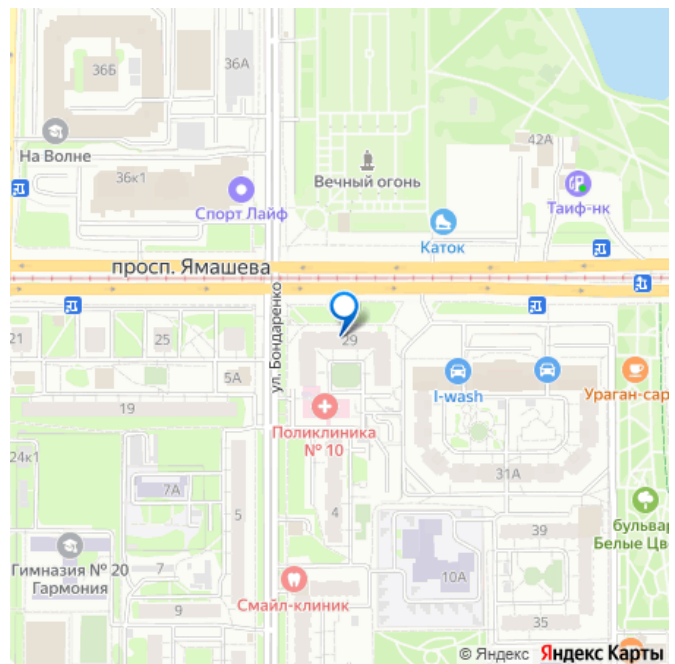 36Б
36А
На Волне
42А
Вечный огонь
36к1
Спорт Лайф
Таиф-нк
Каток
просп. Ямашева
ул. Бондаренко
21
25
29
5А
I-wash
Ураган-сар
19
Поликлиника
№ 10
24к1
31А
7А
5
4
39
бульвар
Белые Цв
Гимназия № 20
Гармония
7
10А
Смайл-клиник
9
35
© Яндекс Яндекс Карты